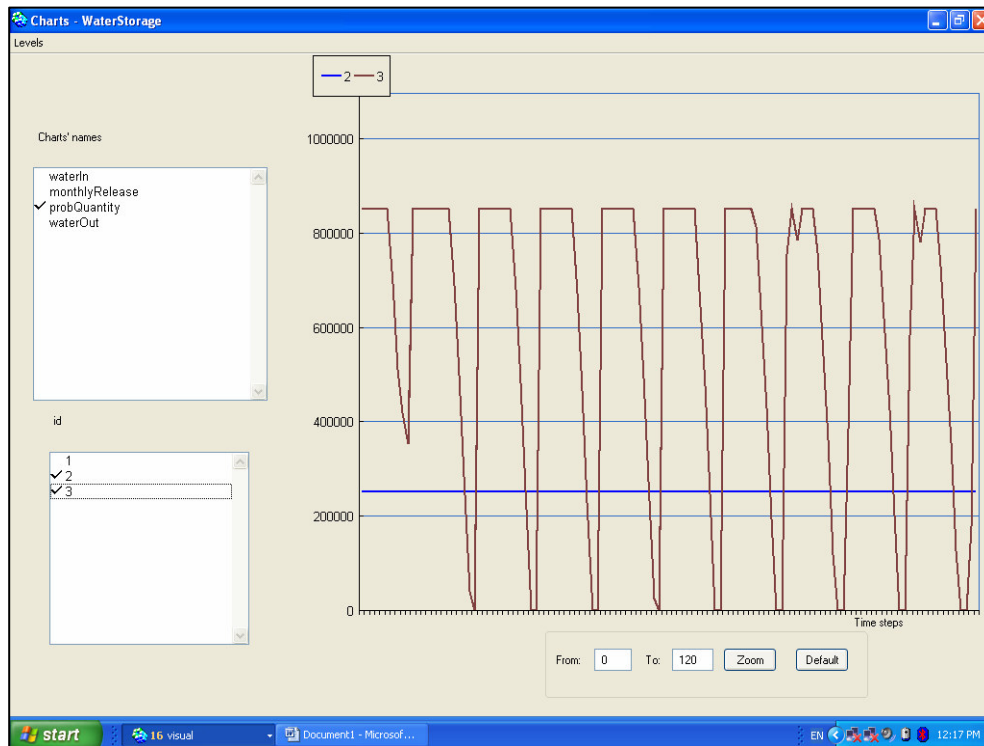 Charts - WaterStorage
Levels
2 3
Charts' names
waterIn
monthlyRelease
probQuantity
waterOut
id
1
2
3
1000000
800000
600000
400000
200000
0
Time steps
From: 0 To: 120 Zoom Default
start 16 visual Document1 - Microsof... EN 12:17 PM